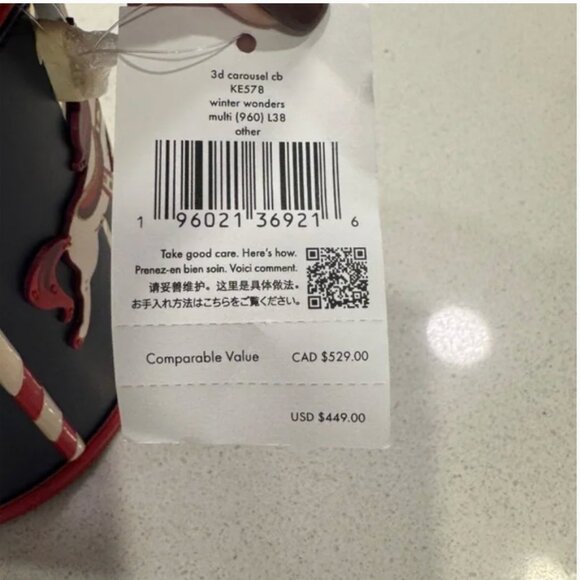 3d carousel cb
KE578
winter wonders
multi (960) L38
other
1 96021 36921 6
Take good care. Here's how.
Prenez-en bien soin. Voici comment.
请妥善维护。这里是具体做法。
お手入れ方法はこちらをご覧ください。
Comparable Value CAD $529.00
USD $449.00